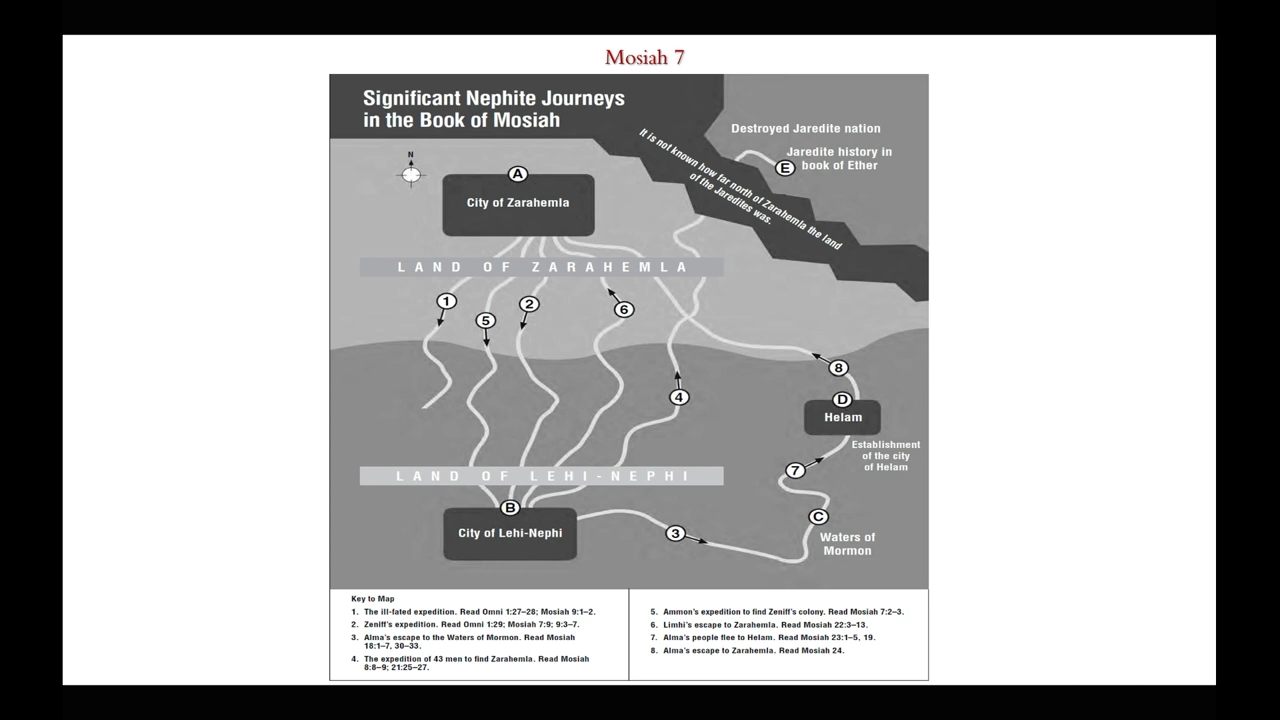 Mosiah 7
Significant Nephite Journeys
in the Book of Mosiah
N
A
City of Zarahemla
It is not known how far north of Zarahemla the land
of the Jaredites was.
Destroyed Jaredite nation
Jaredite history in
E book of Ether
LAND OF ZARAHEMLA
1
5
2
6
4
8
D
Helam
Establishment
of the city
of Helam
7
LAND OF LEHI-NEPHI
B
City of Lehi-Nephi
3
C
Waters of
Mormon
Key to Map
1. The ill-fated expedition. Read Omni 1:27–28; Mosiah 9:1–2.
2. Zeniff's expedition. Read Omni 1:29; Mosiah 7:9; 9:3–7.
3. Alma's escape to the Waters of Mormon. Read Mosiah
18:1–7, 30–33.
4. The expedition of 43 men to find Zarahemla. Read Mosiah
8:8–9; 21:25–27.
5. Ammon's expedition to find Zeniff's colony. Read Mosiah 7:2–3.
6. Limhi's escape to Zarahemla. Read Mosiah 22:3–13.
7. Alma's people flee to Helam. Read Mosiah 23:1–5, 19.
8. Alma's escape to Zarahemla. Read Mosiah 24.